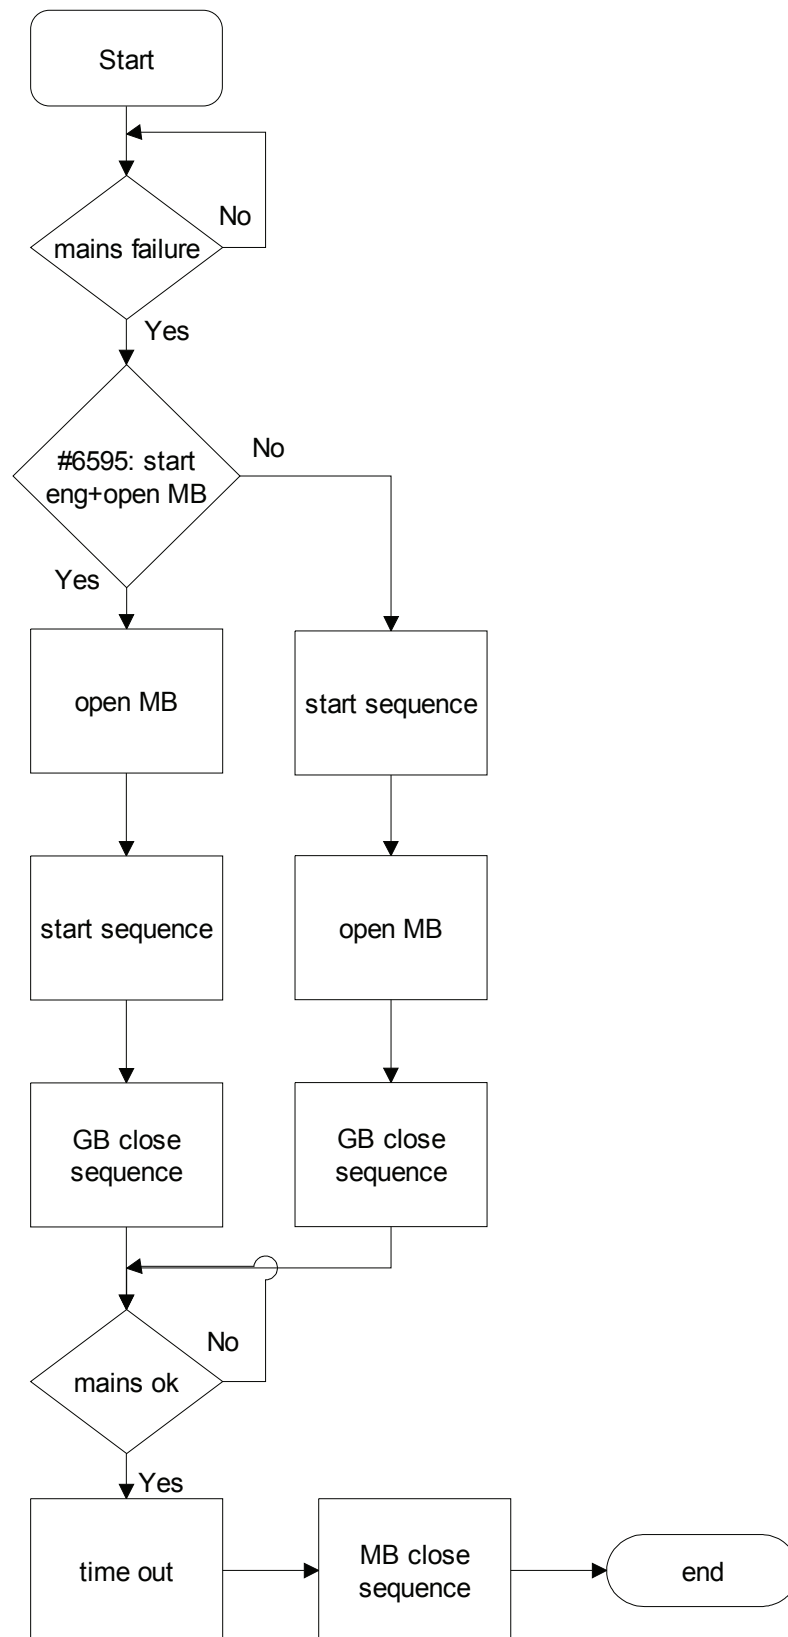 Start
No
mains failure
Yes
#6595: start
eng+open MB
No
Yes
open MB
start sequence
start sequence
open MB
GB close
sequence
GB close
sequence
No
mains ok
Yes
time out
MB close
sequence
end